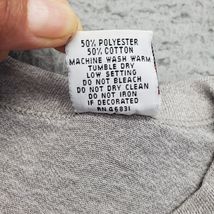 50% POLYESTER
50% COTTON
MACHINE WASH WARM
TUMBLE DRY
LOW SETTING
DO NOT BLEACH
DO NOT DRY CLEAN
DO NOT IRON
IF DECORATED
RN Q6831